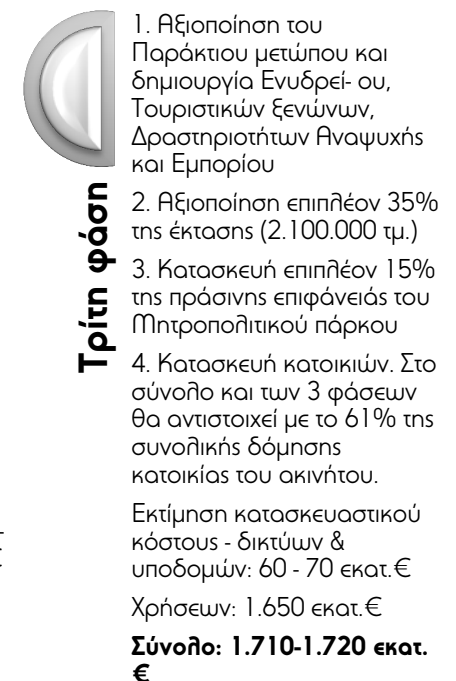 Τρίτη φάση
1. Αξιοποίηση του
Παράκτιου μετώπου και
δημιουργία Ενυδρεί- ου,
Τουριστικών ξενώνων,
Δραστηριοτήτων Αναψυχής
και Εμπορίου
2. Αξιοποίηση επιπλέον 35%
της έκτασης (2.100.000 τμ.)
3. Κατασκευή επιπλέον 15%
της πράσινης επιφάνειάς του
Μητροπολιτικού πάρκου
4. Κατασκευή κατοικιών. Στο
σύνολο και των 3 φάσεων
θα αντιστοιχεί με το 61% της
συνολικής δόμησης
κατοικίας του ακινήτου.
Εκτίμηση κατασκευαστικού
κόστους - δικτύων &
υποδομών: 60 - 70 εκατ.€
Χρήσεων: 1.650 εκατ.€
Σύνολο: 1.710-1.720 εκατ.
€